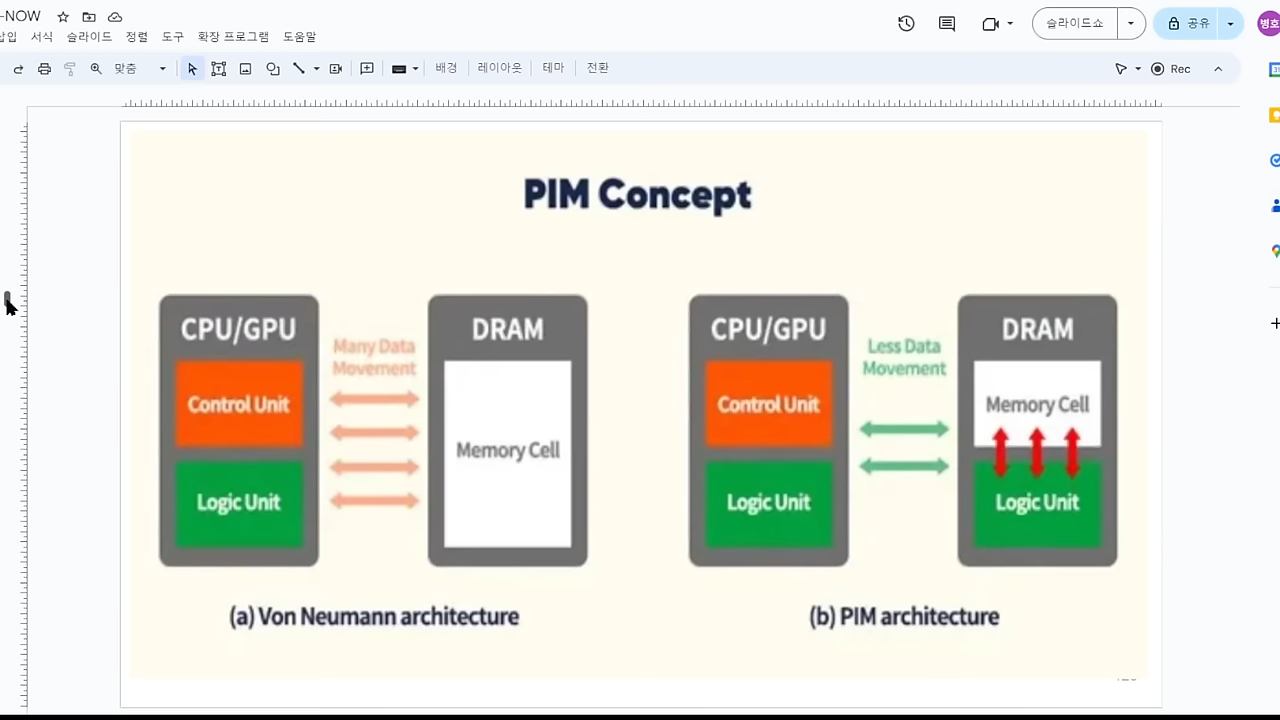 -NOW
삽입 서식 슬라이드 정렬 도구 확장 프로그램 도움말
슬라이드쇼
공유
병호
맞춤
배경 레이아웃 테마 전환
Rec
PIM Concept
CPU/GPU
Control Unit
Logic Unit
Many Data
Movement
DRAM
Memory Cell
(a) Von Neumann architecture
CPU/GPU
Control Unit
Logic Unit
Less Data
Movement
DRAM
Memory Cell
Logic Unit
(b) PIM architecture